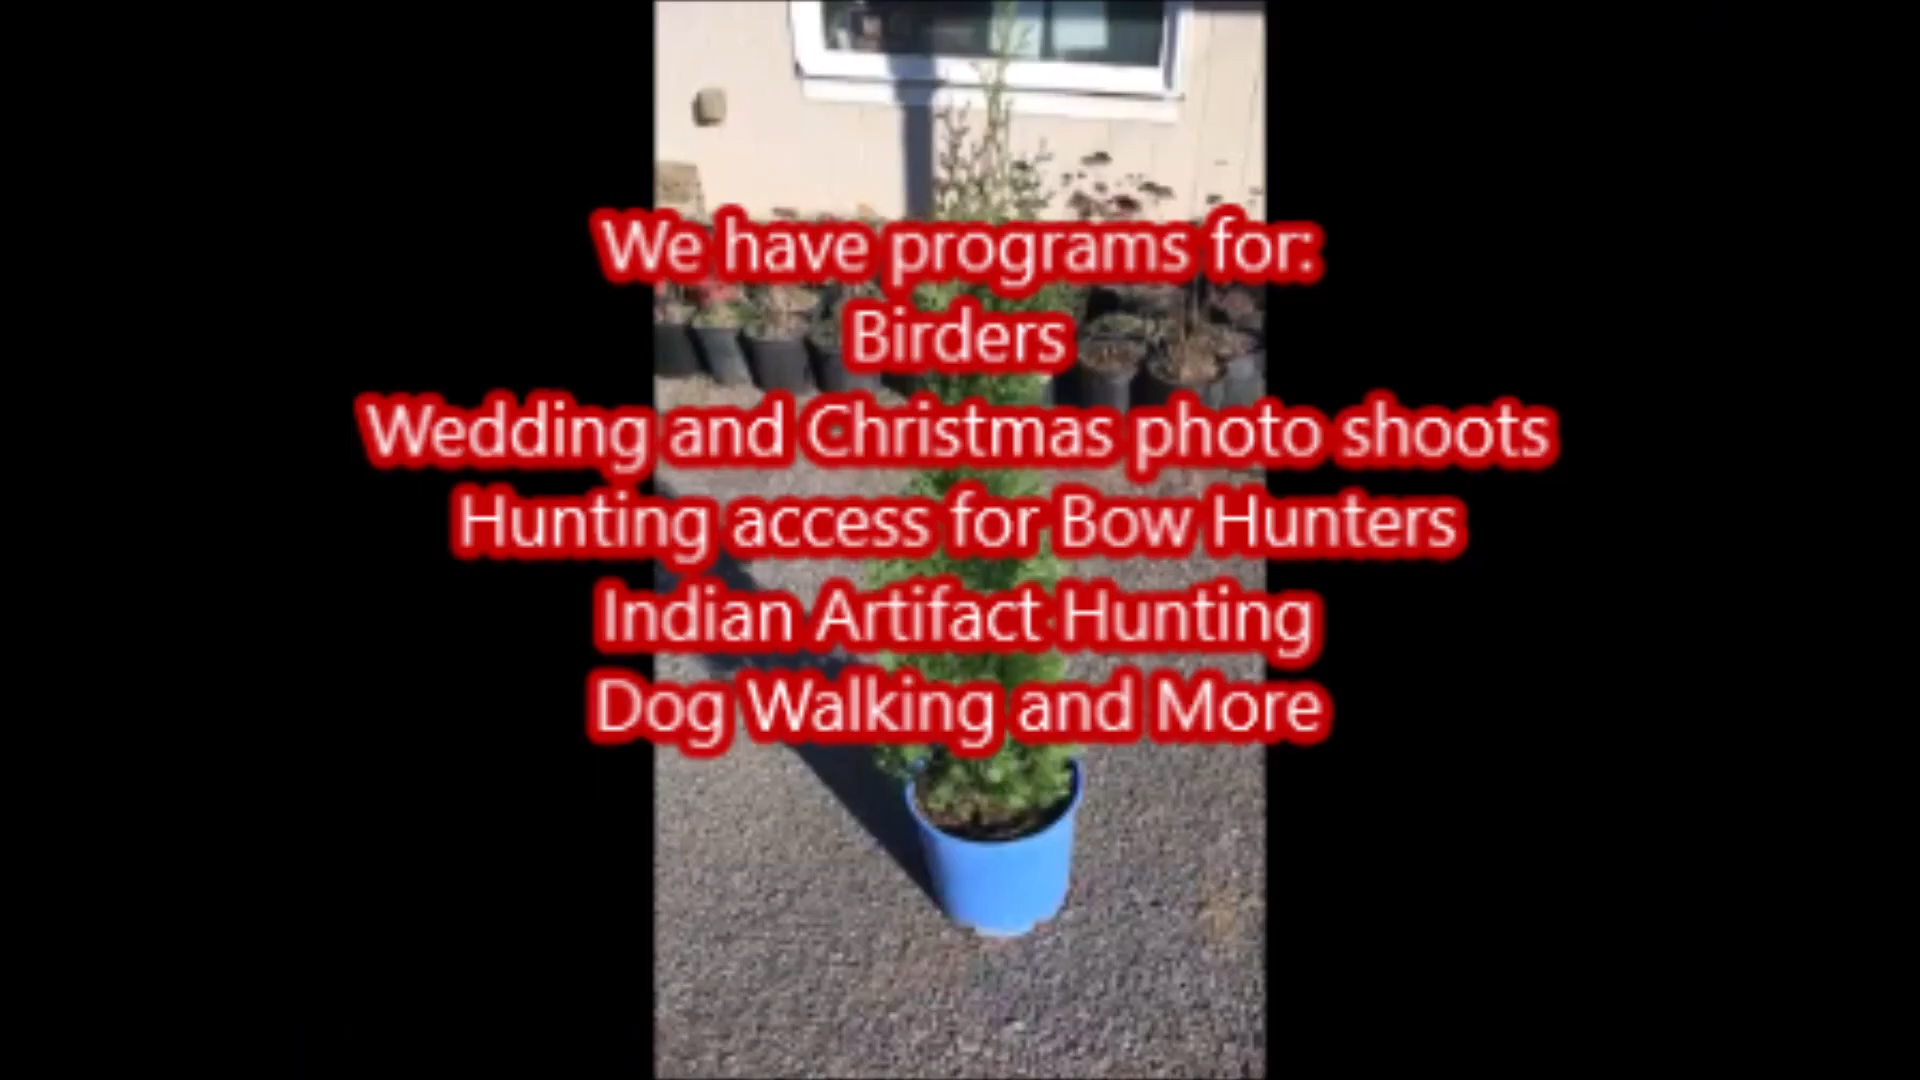 We have programs for:
Birders
Wedding and Christmas photo shoots
Hunting access for Bow Hunters
Indian Artifact Hunting
Dog Walking and More